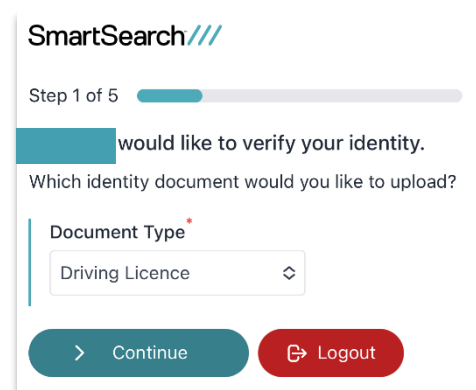 SmartSearch
Step 1 of 5
would like to verify your identity.
Which identity document would you like to upload?
Document Type*
Driving Licence
Continue
Logout